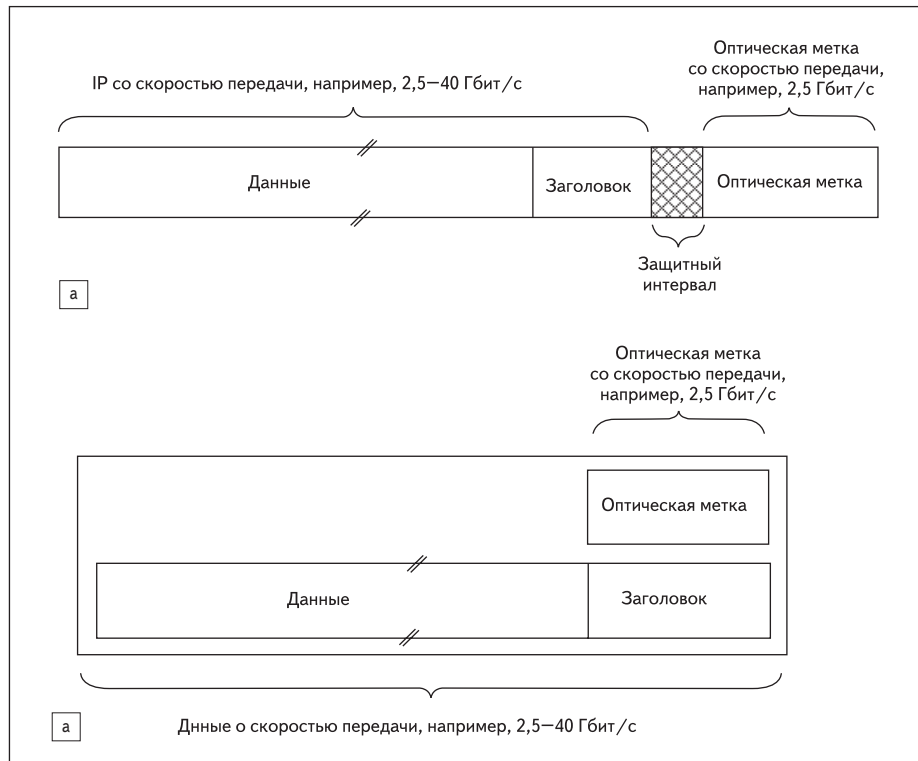 Оптическая метка
со скоростью передачи,
например, 2,5 Гбит/с
IP со скоростью передачи, например, 2,5—40 Гбит/с
Данные
Заголовок
Оптическая метка
Защитный
интервал
а
Оптическая метка
со скоростью передачи,
например, 2,5 Гбит/с
Оптическая метка
Данные
Заголовок
а
Днные о скоростью передачи, например, 2,5—40 Гбит/с